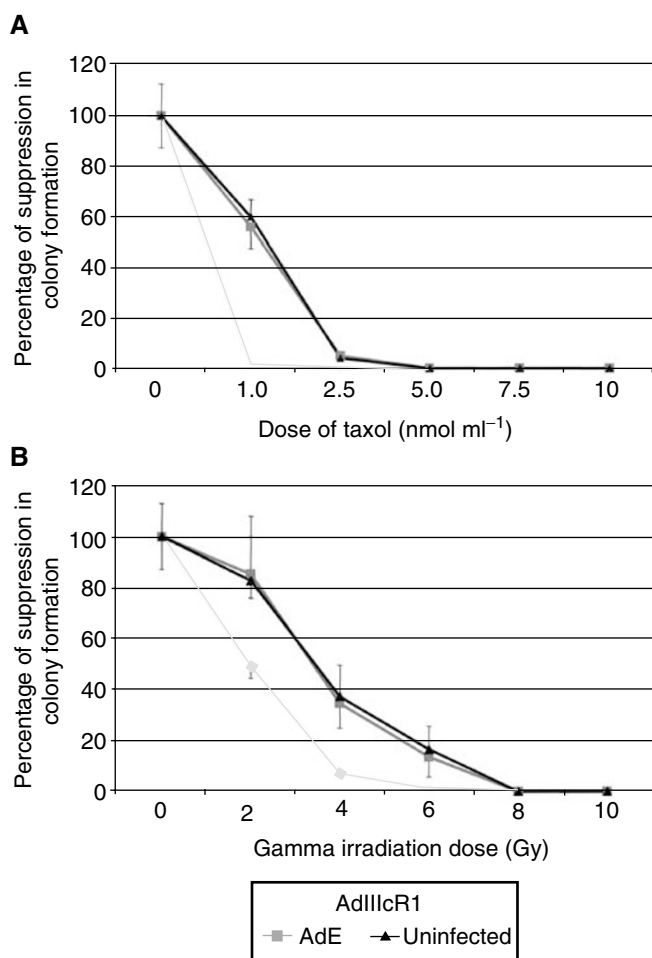 A
Percentage of suppression in
colony formation
120
100
80
60
40
20
0
0 1.0 2.5 5.0 7.5 10
Dose of taxol (nmol ml⁻¹)
B
Percentage of suppression in
colony formation
120
100
80
60
40
20
0
0 2 4 6 8 10
Gamma irradiation dose (Gy)
AdIIIcR1
AdE Uninfected